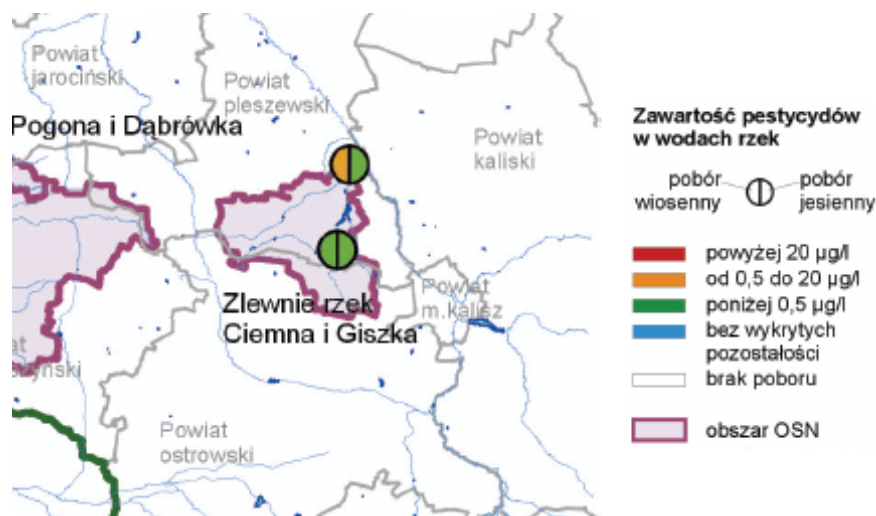 Powiat
jarociński
Powiat
pleszewski
Pogona i Dąbrówka
Powiat
kaliski
Zlewnie rzek
Ciemna i Giszka
Powiat
m.kalisz
at
szyński
Powiat
ostrowski
Zawartość pestycydów
w wodach rzek
pobór
wiosenny
pobór
jesienny
powyżej 20 µg/l
od 0,5 do 20 µg/l
poniżej 0,5 µg/l
bez wykrytych
pozostałości
brak poboru
obszar OSN